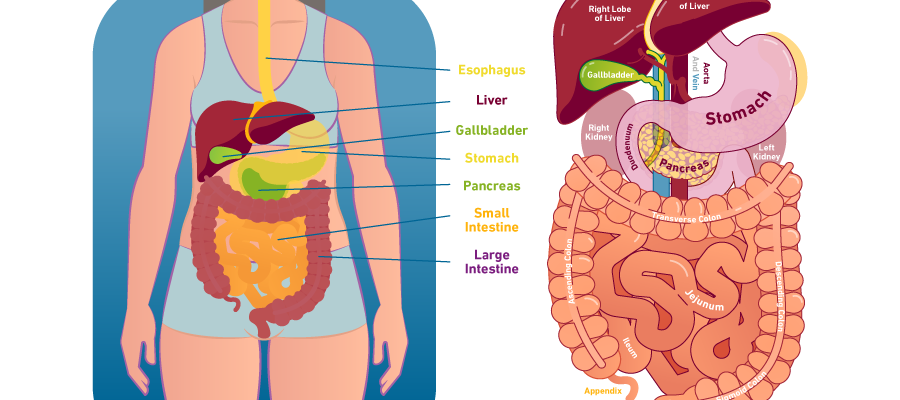 Esophagus
Liver
Gallbladder
Stomach
Pancreas
Small
Intestine
Large
Intestine
Right Lobe
of Liver
of Liver
Gallbladder
Aorta
And Vein
Stomach
Right
Kidney
Duodenum
Pancreas
Left
Kidney
Transverse Colon
Ascending Colon
Jejunum
Descending Colon
Ileum
Appendix
Sigmoid Colon